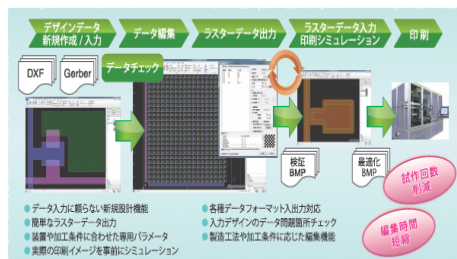 デザインデータ
新規作成/入力
データ編集
ラスターデータ出力
ラスターデータ入力
印刷シミュレーション
印刷
DXF
Gerber
データチェック
検証
BMP
最適化
BMP
試作回数
削減
編集時間
短縮
●データ入力に頼らない新規設計機能
●簡単なラスターデータ出力
●装置や加工条件に合わせた専用パラメータ
●実際の印刷イメージを事前にシミュレーション
●各種データフォーマット入出力対応
●入力デザインのデータ問題箇所チェック
●製造工法や加工条件に応じた編集機能